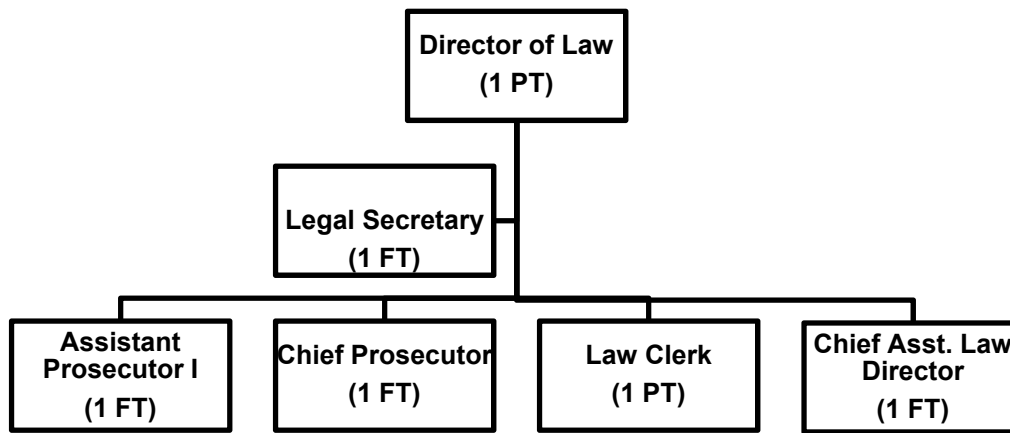 Director of Law
(1 PT)
Legal Secretary
(1 FT)
Assistant
Prosecutor I
(1 FT)
Chief Prosecutor
(1 FT)
Law Clerk
(1 PT)
Chief Asst. Law
Director
(1 FT)